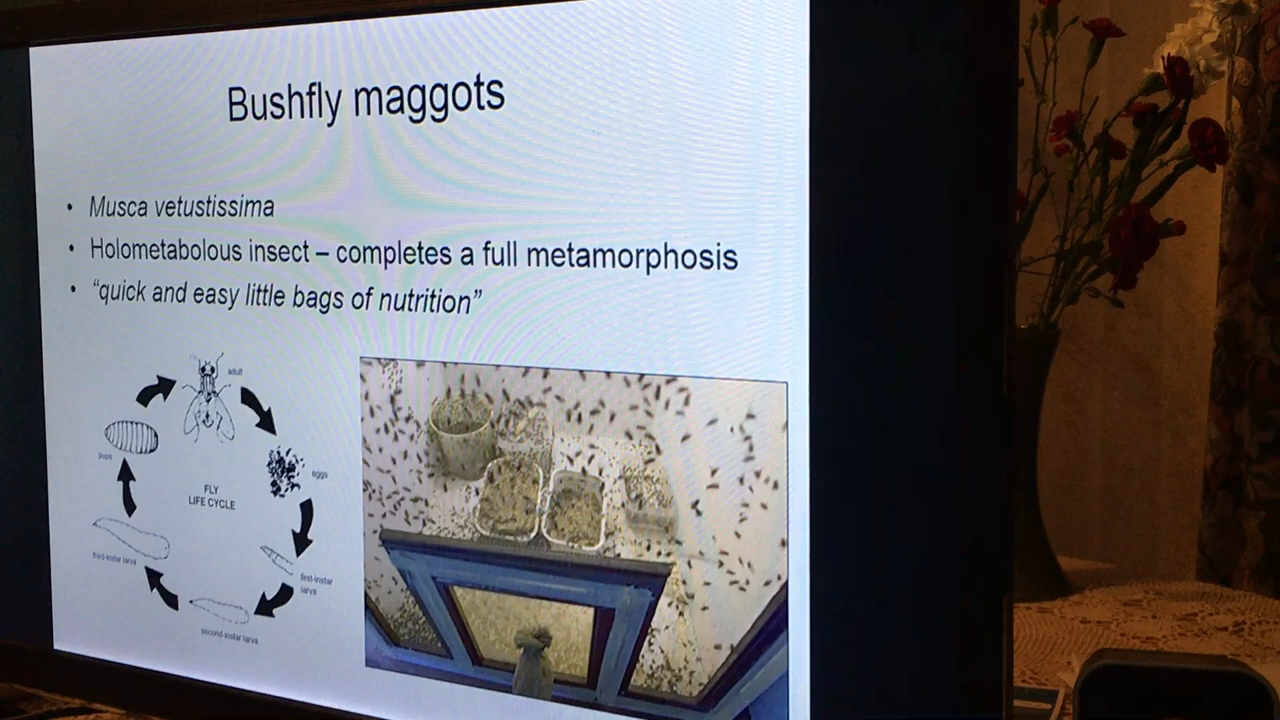 Bushfly maggots
• Musca vetustissima
• Holometabolous insect – completes a full metamorphosis
• “quick and easy little bags of nutrition”
adult
pupa
eggs
FLY
LIFE CYCLE
third-instar larva
first-instar
larva
second-instar larva